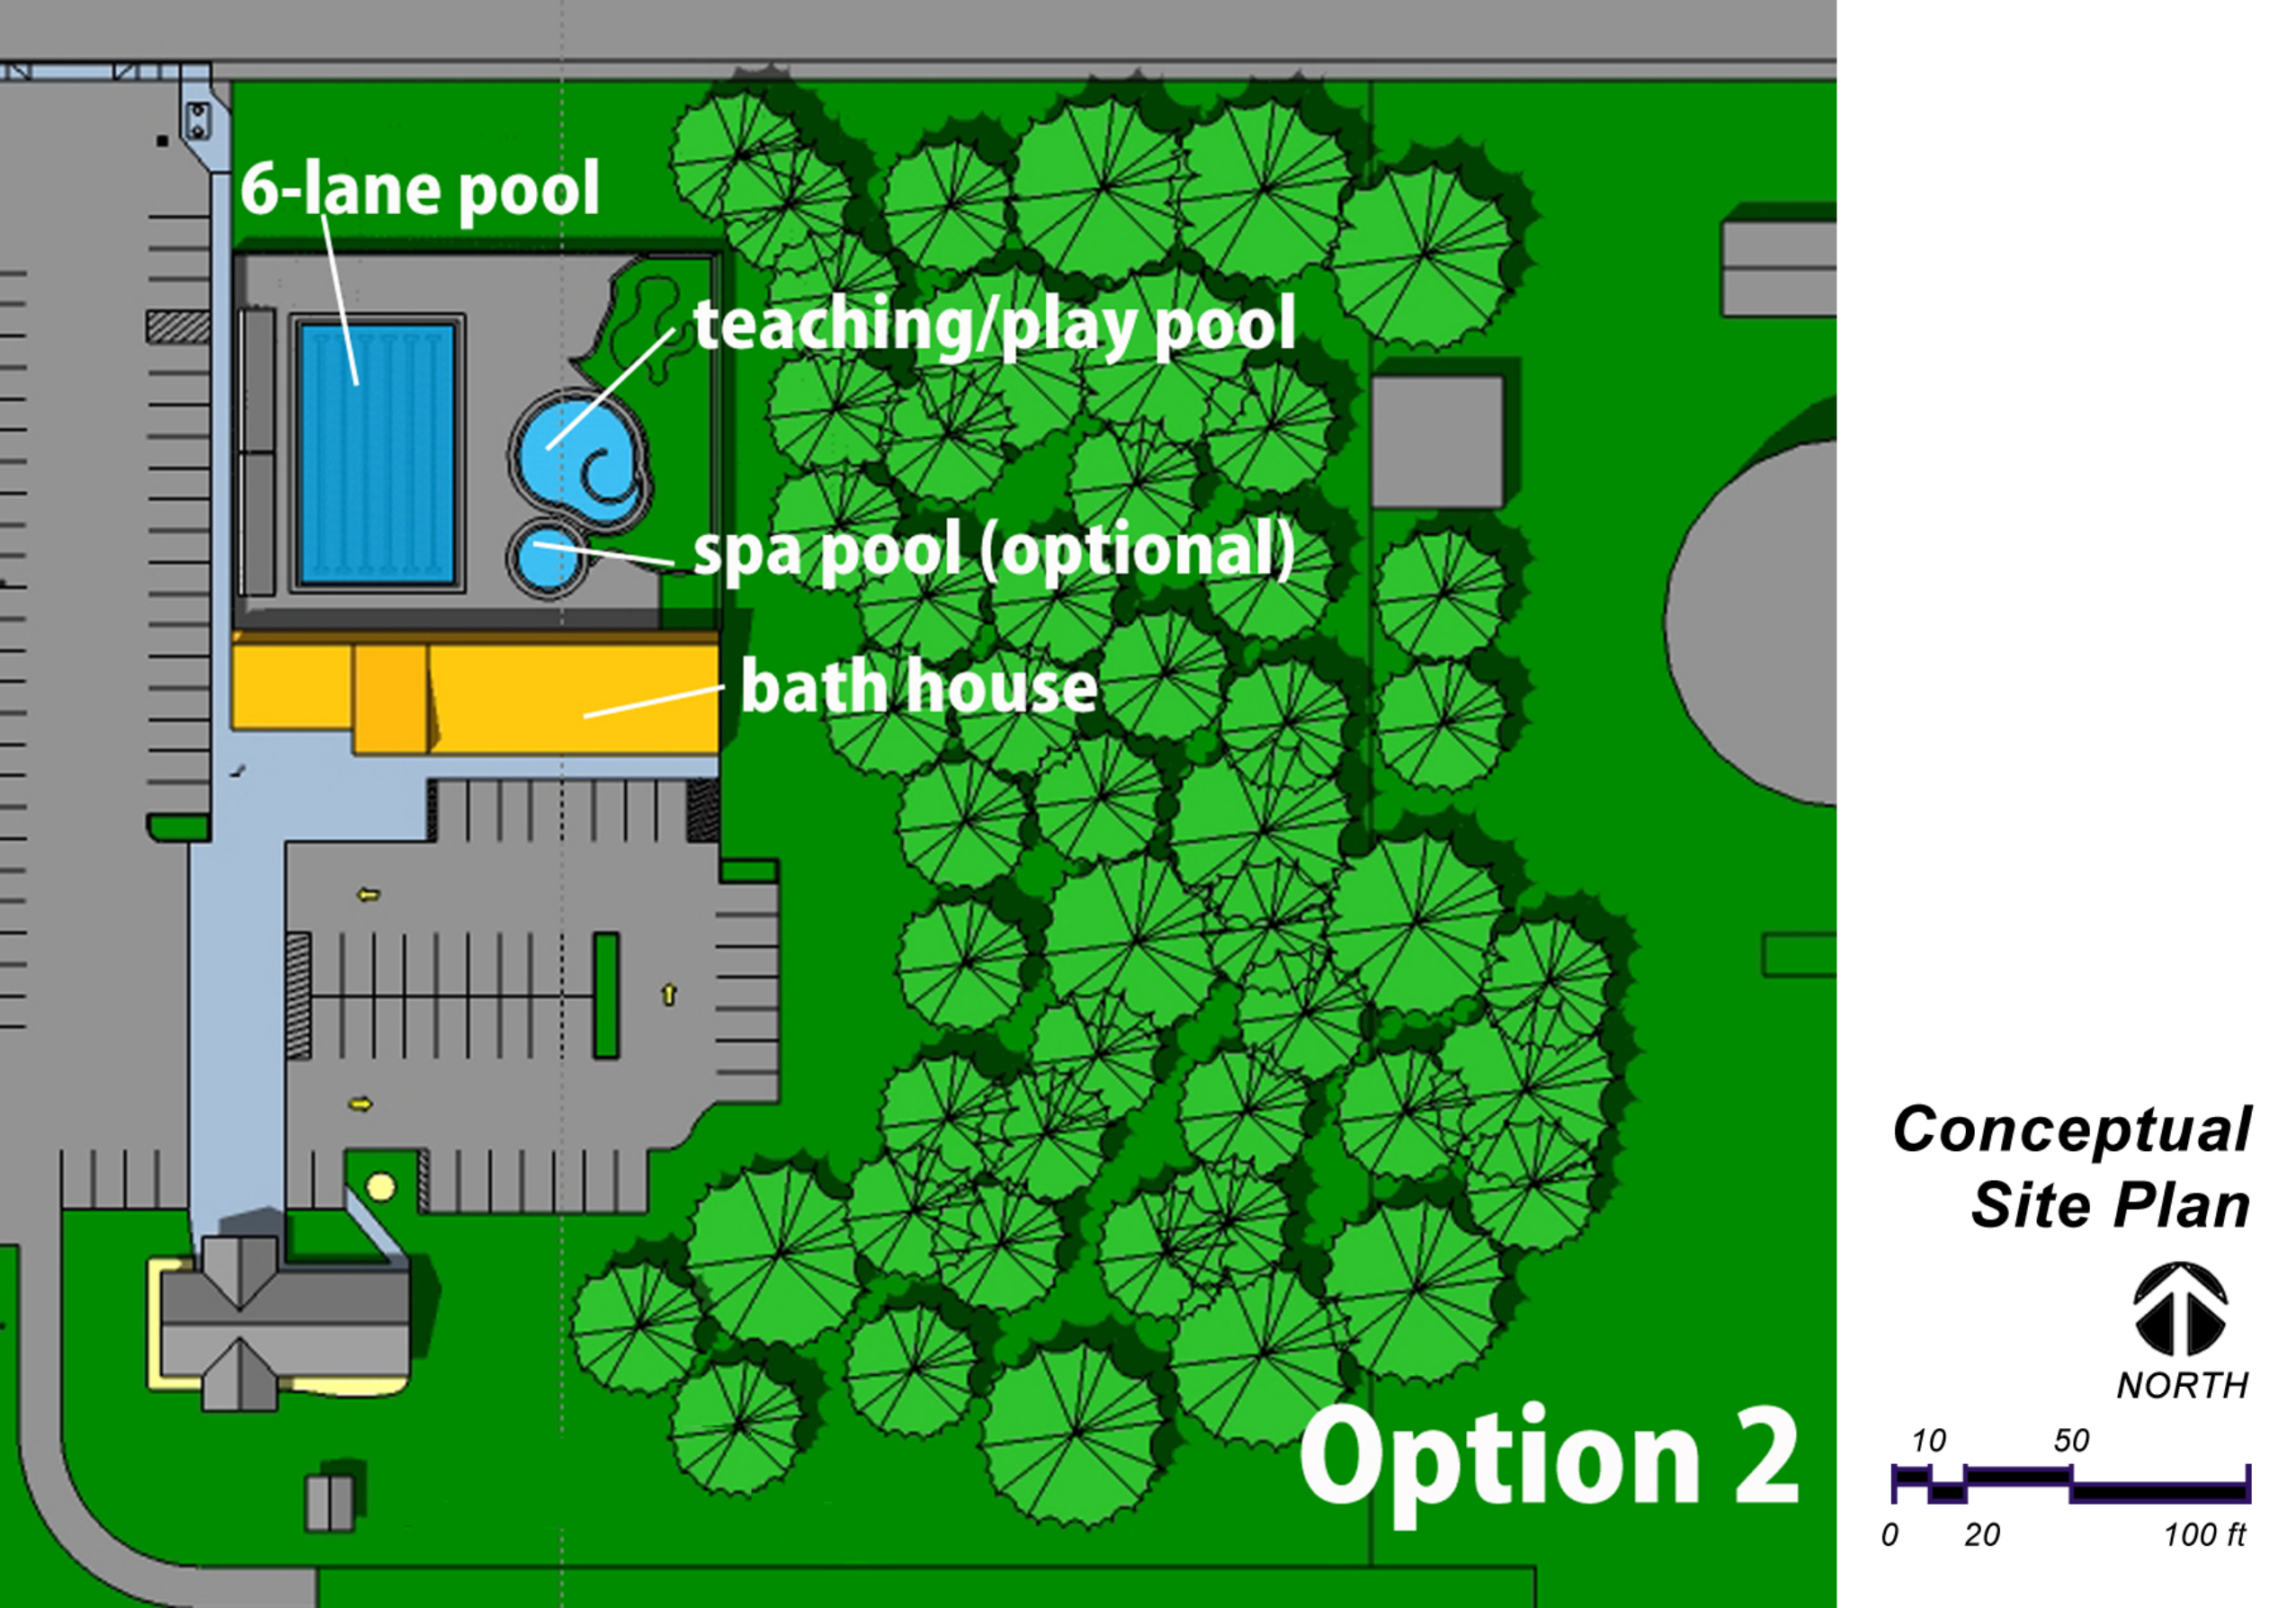 6-lane pool
teaching/play pool
spa pool (optional)
bath house
Option 2
Conceptual
Site Plan
NORTH
10 50
0 20 100 ft